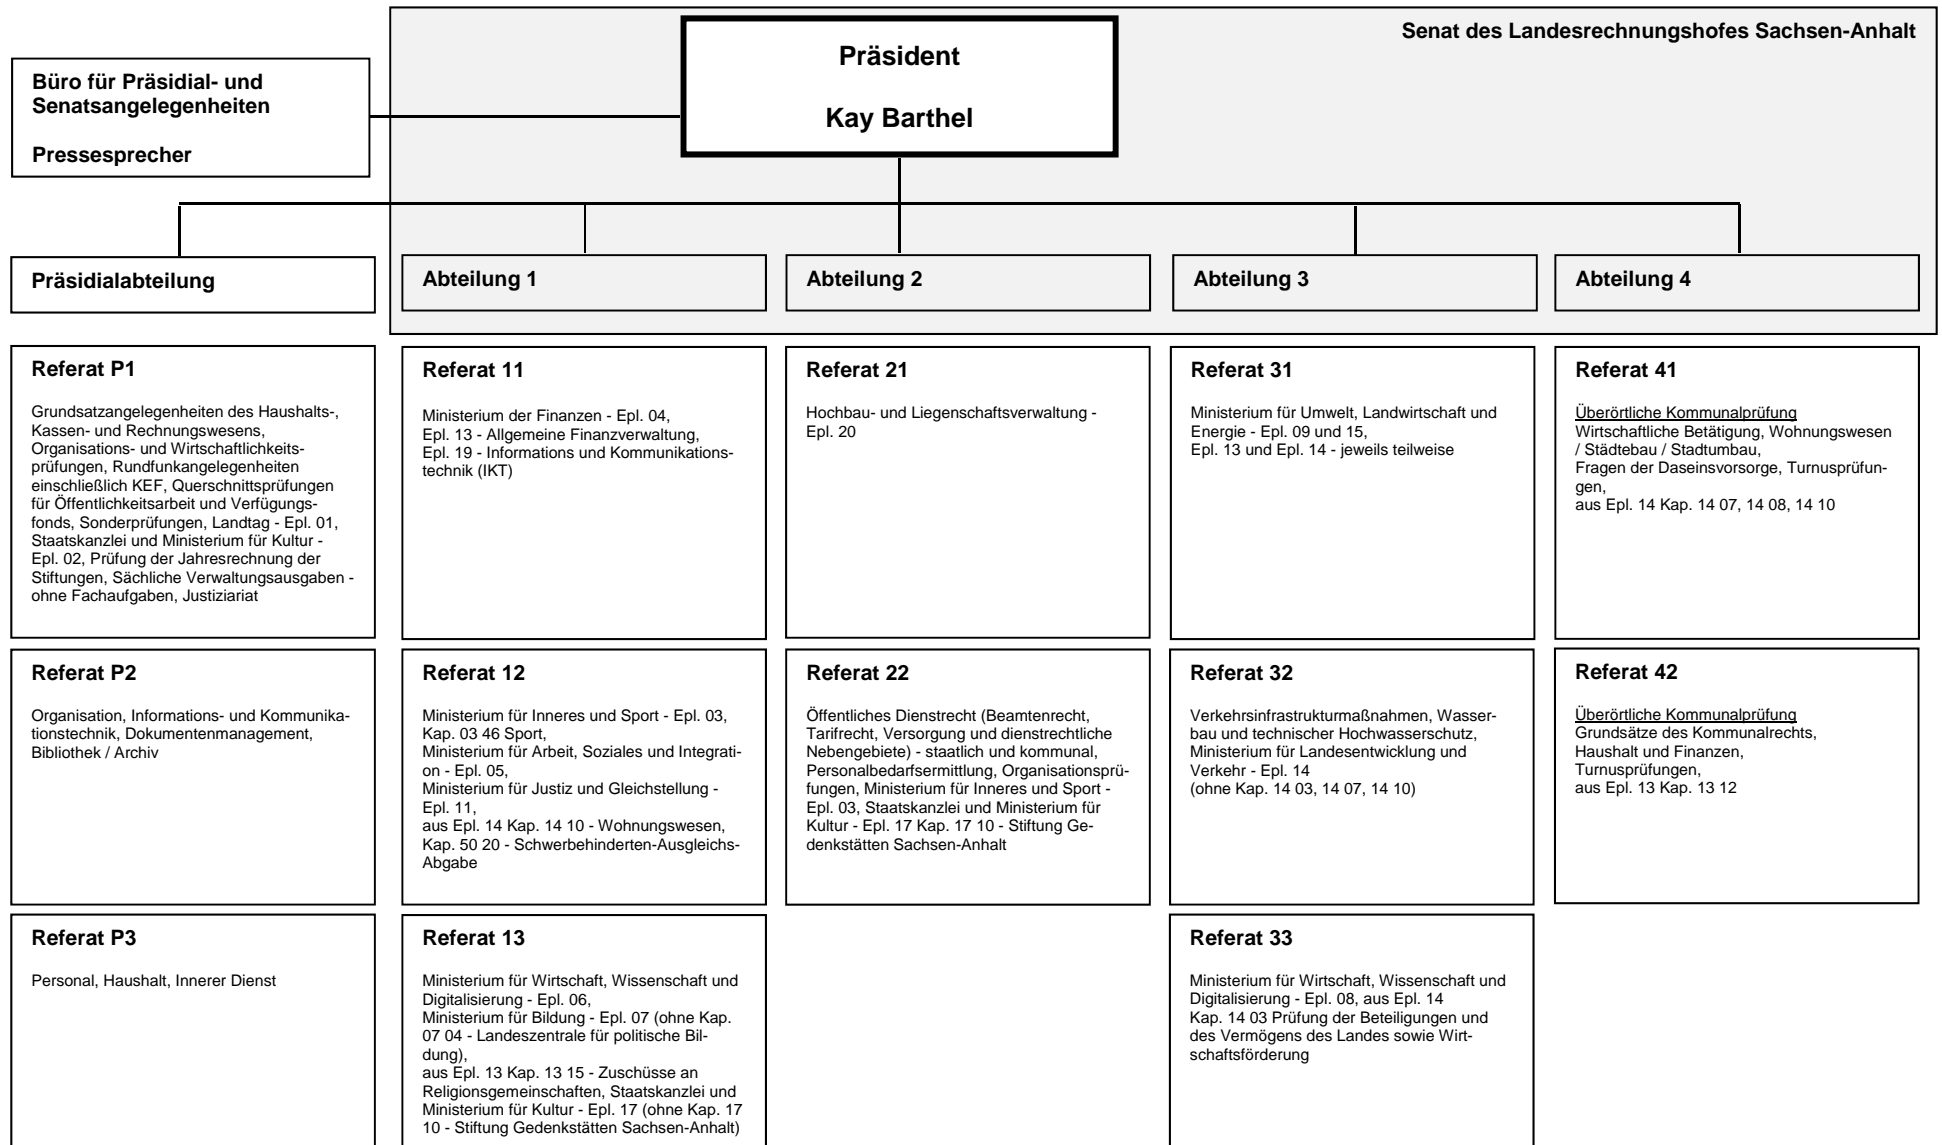 Senat des Landesrechnungshofes Sachsen-Anhalt
Präsident
Kay Barthel
Büro für Präsidial- und
Senatsangelegenheiten
Pressesprecher
Präsidialabteilung
Abteilung 1
Abteilung 2
Abteilung 3
Abteilung 4
Referat P1
Grundsatzangelegenheiten des Haushalts-,
Kassen- und Rechnungswesens,
Organisations- und Wirtschaftlichkeits-
prüfungen, Rundfunkangelegenheiten
einschließlich KEF, Querschnittsprüfungen
für Öffentlichkeitsarbeit und Verfügungs-
fonds, Sonderprüfungen, Landtag - Epl. 01,
Staatskanzlei und Ministerium für Kultur -
Epl. 02, Prüfung der Jahresrechnung der
Stiftungen, Sächliche Verwaltungsausgaben -
ohne Fachaufgaben, Justiziariat
Referat 11
Ministerium der Finanzen - Epl. 04,
Epl. 13 - Allgemeine Finanzverwaltung,
Epl. 19 - Informations und Kommunikations-
technik (IKT)
Referat 21
Hochbau- und Liegenschaftsverwaltung -
Epl. 20
Referat 31
Ministerium für Umwelt, Landwirtschaft und
Energie - Epl. 09 und 15,
Epl. 13 und Epl. 14 - jeweils teilweise
Referat 41
Überörtliche Kommunalprüfung
Wirtschaftliche Betätigung, Wohnungswesen
/ Städtebau / Stadtumbau,
Fragen der Daseinsvorsorge, Turnusprüfun-
gen,
aus Epl. 14 Kap. 14 07, 14 08, 14 10
Referat P2
Organisation, Informations- und Kommunika-
tionstechnik, Dokumentenmanagement,
Bibliothek / Archiv
Referat 12
Ministerium für Inneres und Sport - Epl. 03,
Kap. 03 46 Sport,
Ministerium für Arbeit, Soziales und Integrati-
on - Epl. 05,
Ministerium für Justiz und Gleichstellung -
Epl. 11,
aus Epl. 14 Kap. 14 10 - Wohnungswesen,
Kap. 50 20 - Schwerbehinderten-Ausgleichs-
Abgabe
Referat 22
Öffentliches Dienstrecht (Beamtenrecht,
Tarifrecht, Versorgung und dienstrechtliche
Nebengebiete) - staatlich und kommunal,
Personalbedarfsermittlung, Organisationsprü-
fungen, Ministerium für Inneres und Sport -
Epl. 03, Staatskanzlei und Ministerium für
Kultur - Epl. 17 Kap. 17 10 - Stiftung Ge-
denkstätten Sachsen-Anhalt
Referat 32
Verkehrsinfrastrukturmaßnahmen, Wasser-
bau und technischer Hochwasserschutz,
Ministerium für Landesentwicklung und
Verkehr - Epl. 14
(ohne Kap. 14 03, 14 07, 14 10)
Referat 42
Überörtliche Kommunalprüfung
Grundsätze des Kommunalrechts,
Haushalt und Finanzen,
Turnusprüfungen,
aus Epl. 13 Kap. 13 12
Referat P3
Personal, Haushalt, Innerer Dienst
Referat 13
Ministerium für Wirtschaft, Wissenschaft und
Digitalisierung - Epl. 06,
Ministerium für Bildung - Epl. 07 (ohne Kap.
07 04 - Landeszentrale für politische Bil-
dung),
aus Epl. 13 Kap. 13 15 - Zuschüsse an
Religionsgemeinschaften, Staatskanzlei und
Ministerium für Kultur - Epl. 17 (ohne Kap. 17
10 - Stiftung Gedenkstätten Sachsen-Anhalt)
Referat 33
Ministerium für Wirtschaft, Wissenschaft und
Digitalisierung - Epl. 08, aus Epl. 14
Kap. 14 03 Prüfung der Beteiligungen und
des Vermögens des Landes sowie Wirt-
schaftsförderung